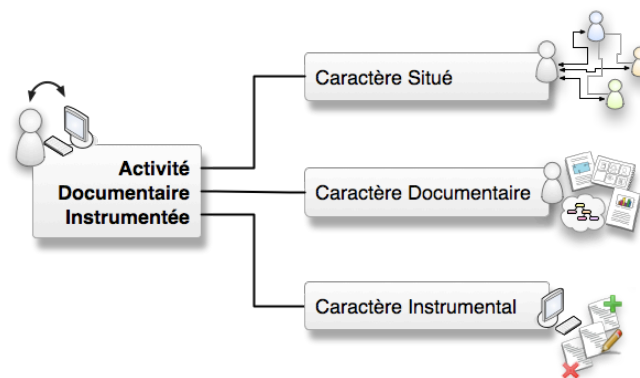 Caractère Situé
Activité
Documentaire
Instrumentée
Caractère Documentaire
Caractère Instrumental